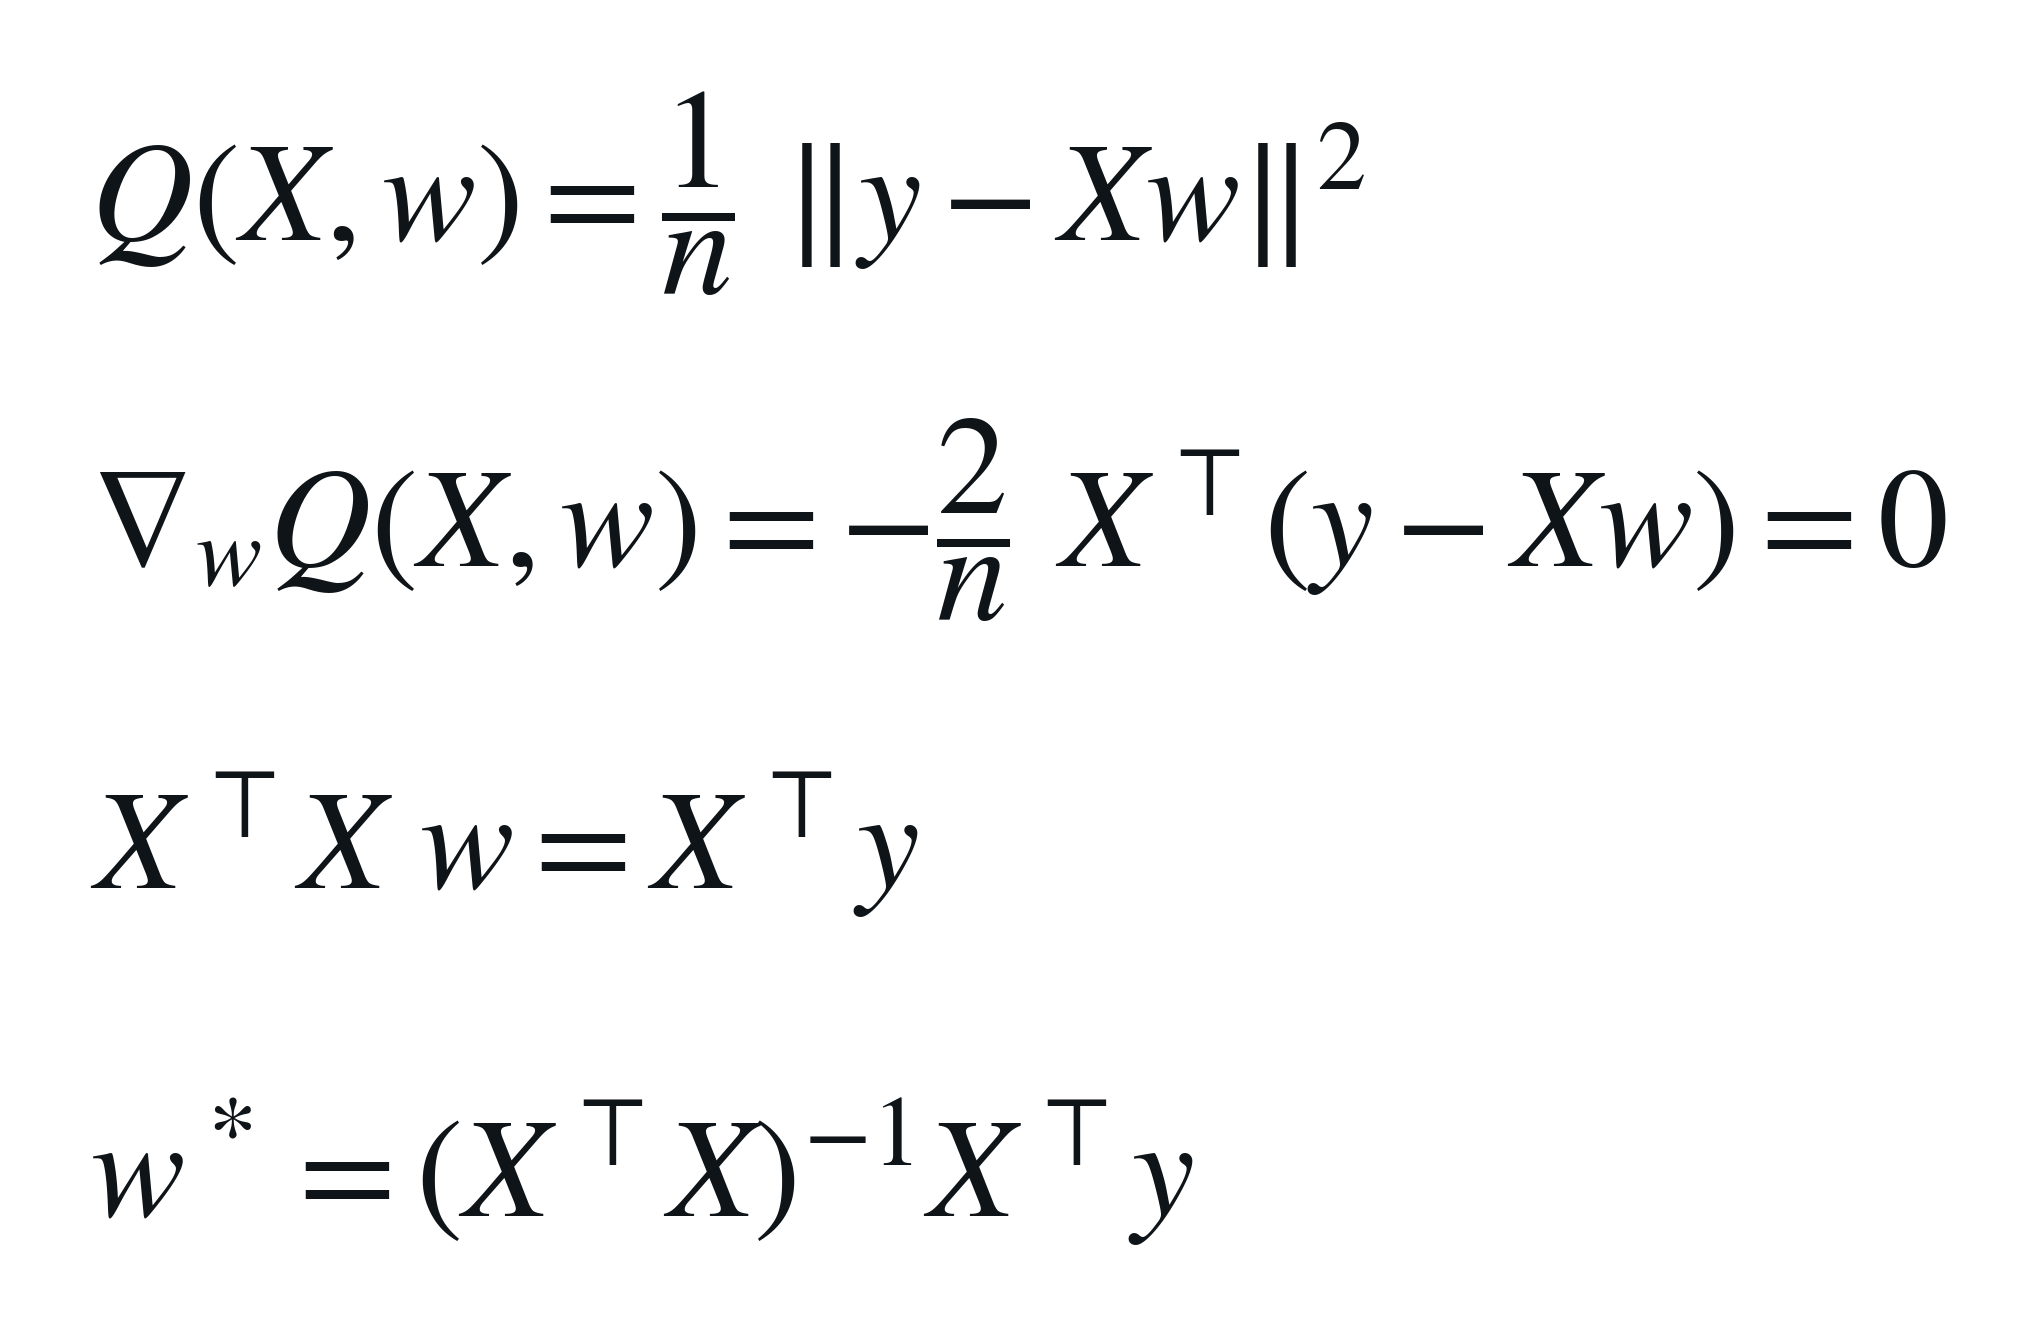 Q(X, w) = 1/n ‖y − Xw‖²
∇_w Q(X, w) = −2/n X^⊤(y − Xw) = 0
X^⊤X w = X^⊤y
w^* = (X^⊤X)^−1 X^⊤y